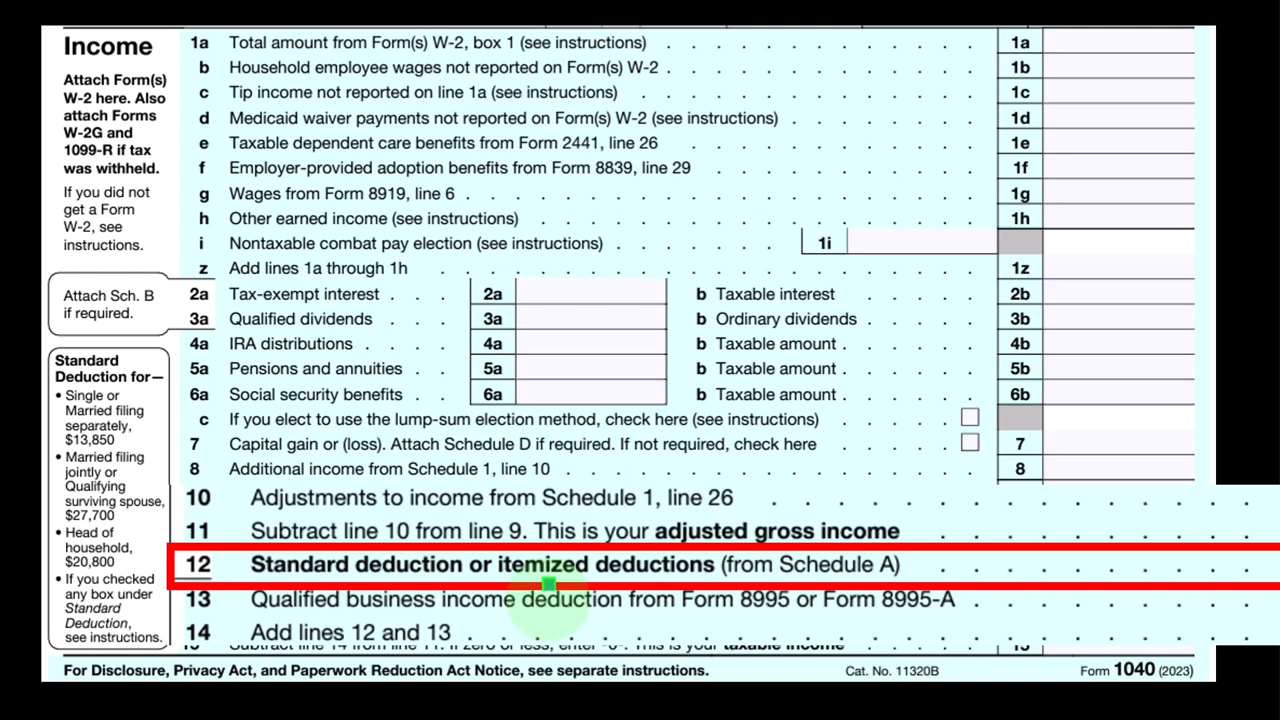 Income
Attach Form(s)
W-2 here. Also
attach Forms
W-2G and
1099-R if tax
was withheld.
If you did not
get a Form
W-2, see
instructions.
Attach Sch. B
if required.
Standard
Deduction for—
• Single or
Married filing
separately,
$13,850
• Married filing
jointly or
Qualifying
surviving spouse,
$27,700
• Head of
household,
$20,800
• If you checked
any box under
Standard
Deduction,
see instructions.
1a Total amount from Form(s) W-2, box 1 (see instructions) . . . . . . . . . . . . . 1a
b Household employee wages not reported on Form(s) W-2 . . . . . . . . . . . . . 1b
c Tip income not reported on line 1a (see instructions) . . . . . . . . . . . . . . 1c
d Medicaid waiver payments not reported on Form(s) W-2 (see instructions) . . . . . . . . 1d
e Taxable dependent care benefits from Form 2441, line 26 . . . . . . . . . . . . 1e
f Employer-provided adoption benefits from Form 8839, line 29 . . . . . . . . . . . 1f
g Wages from Form 8919, line 6 . . . . . . . . . . . . . . . . . . . . . 1g
h Other earned income (see instructions) . . . . . . . . . . . . . . . . . . 1h
i Nontaxable combat pay election (see instructions) . . . . . . . 1i
z Add lines 1a through 1h . . . . . . . . . . . . . . . . . . . . . . 1z
2a Tax-exempt interest . . . 2a b Taxable interest . . . . . 2b
3a Qualified dividends . . . 3a b Ordinary dividends . . . . . 3b
4a IRA distributions . . . . 4a b Taxable amount . . . . . . 4b
5a Pensions and annuities . . 5a b Taxable amount . . . . . . 5b
6a Social security benefits . . 6a b Taxable amount . . . . . . 6b
c If you elect to use the lump-sum election method, check here (see instructions) . . . . .
7 Capital gain or (loss). Attach Schedule D if required. If not required, check here . . . . . 7
8 Additional income from Schedule 1, line 10 . . . . . . . . . . . . . . . . . 8
10 Adjustments to income from Schedule 1, line 26 . . . . . . . . . . . . .
11 Subtract line 10 from line 9. This is your adjusted gross income . . . . . . . .
12 Standard deduction or itemized deductions (from Schedule A) . . . . . . . .
13 Qualified business income deduction from Form 8995 or Form 8995-A . . . . . . .
14 Add lines 12 and 13 . . . . . . . . . . . . . . . . . . . . . .
For Disclosure, Privacy Act, and Paperwork Reduction Act Notice, see separate instructions. Cat. No. 11320B Form 1040 (2023)